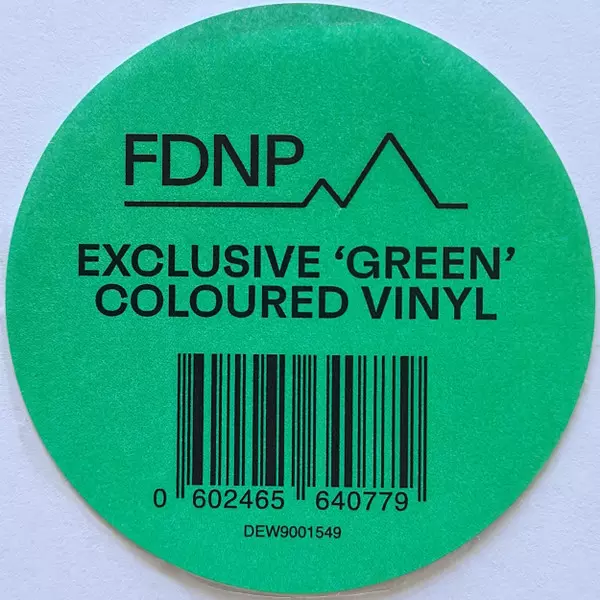 FDNP
EXCLUSIVE ‘GREEN’
COLOURED VINYL
0 602465 640779
DEW9001549